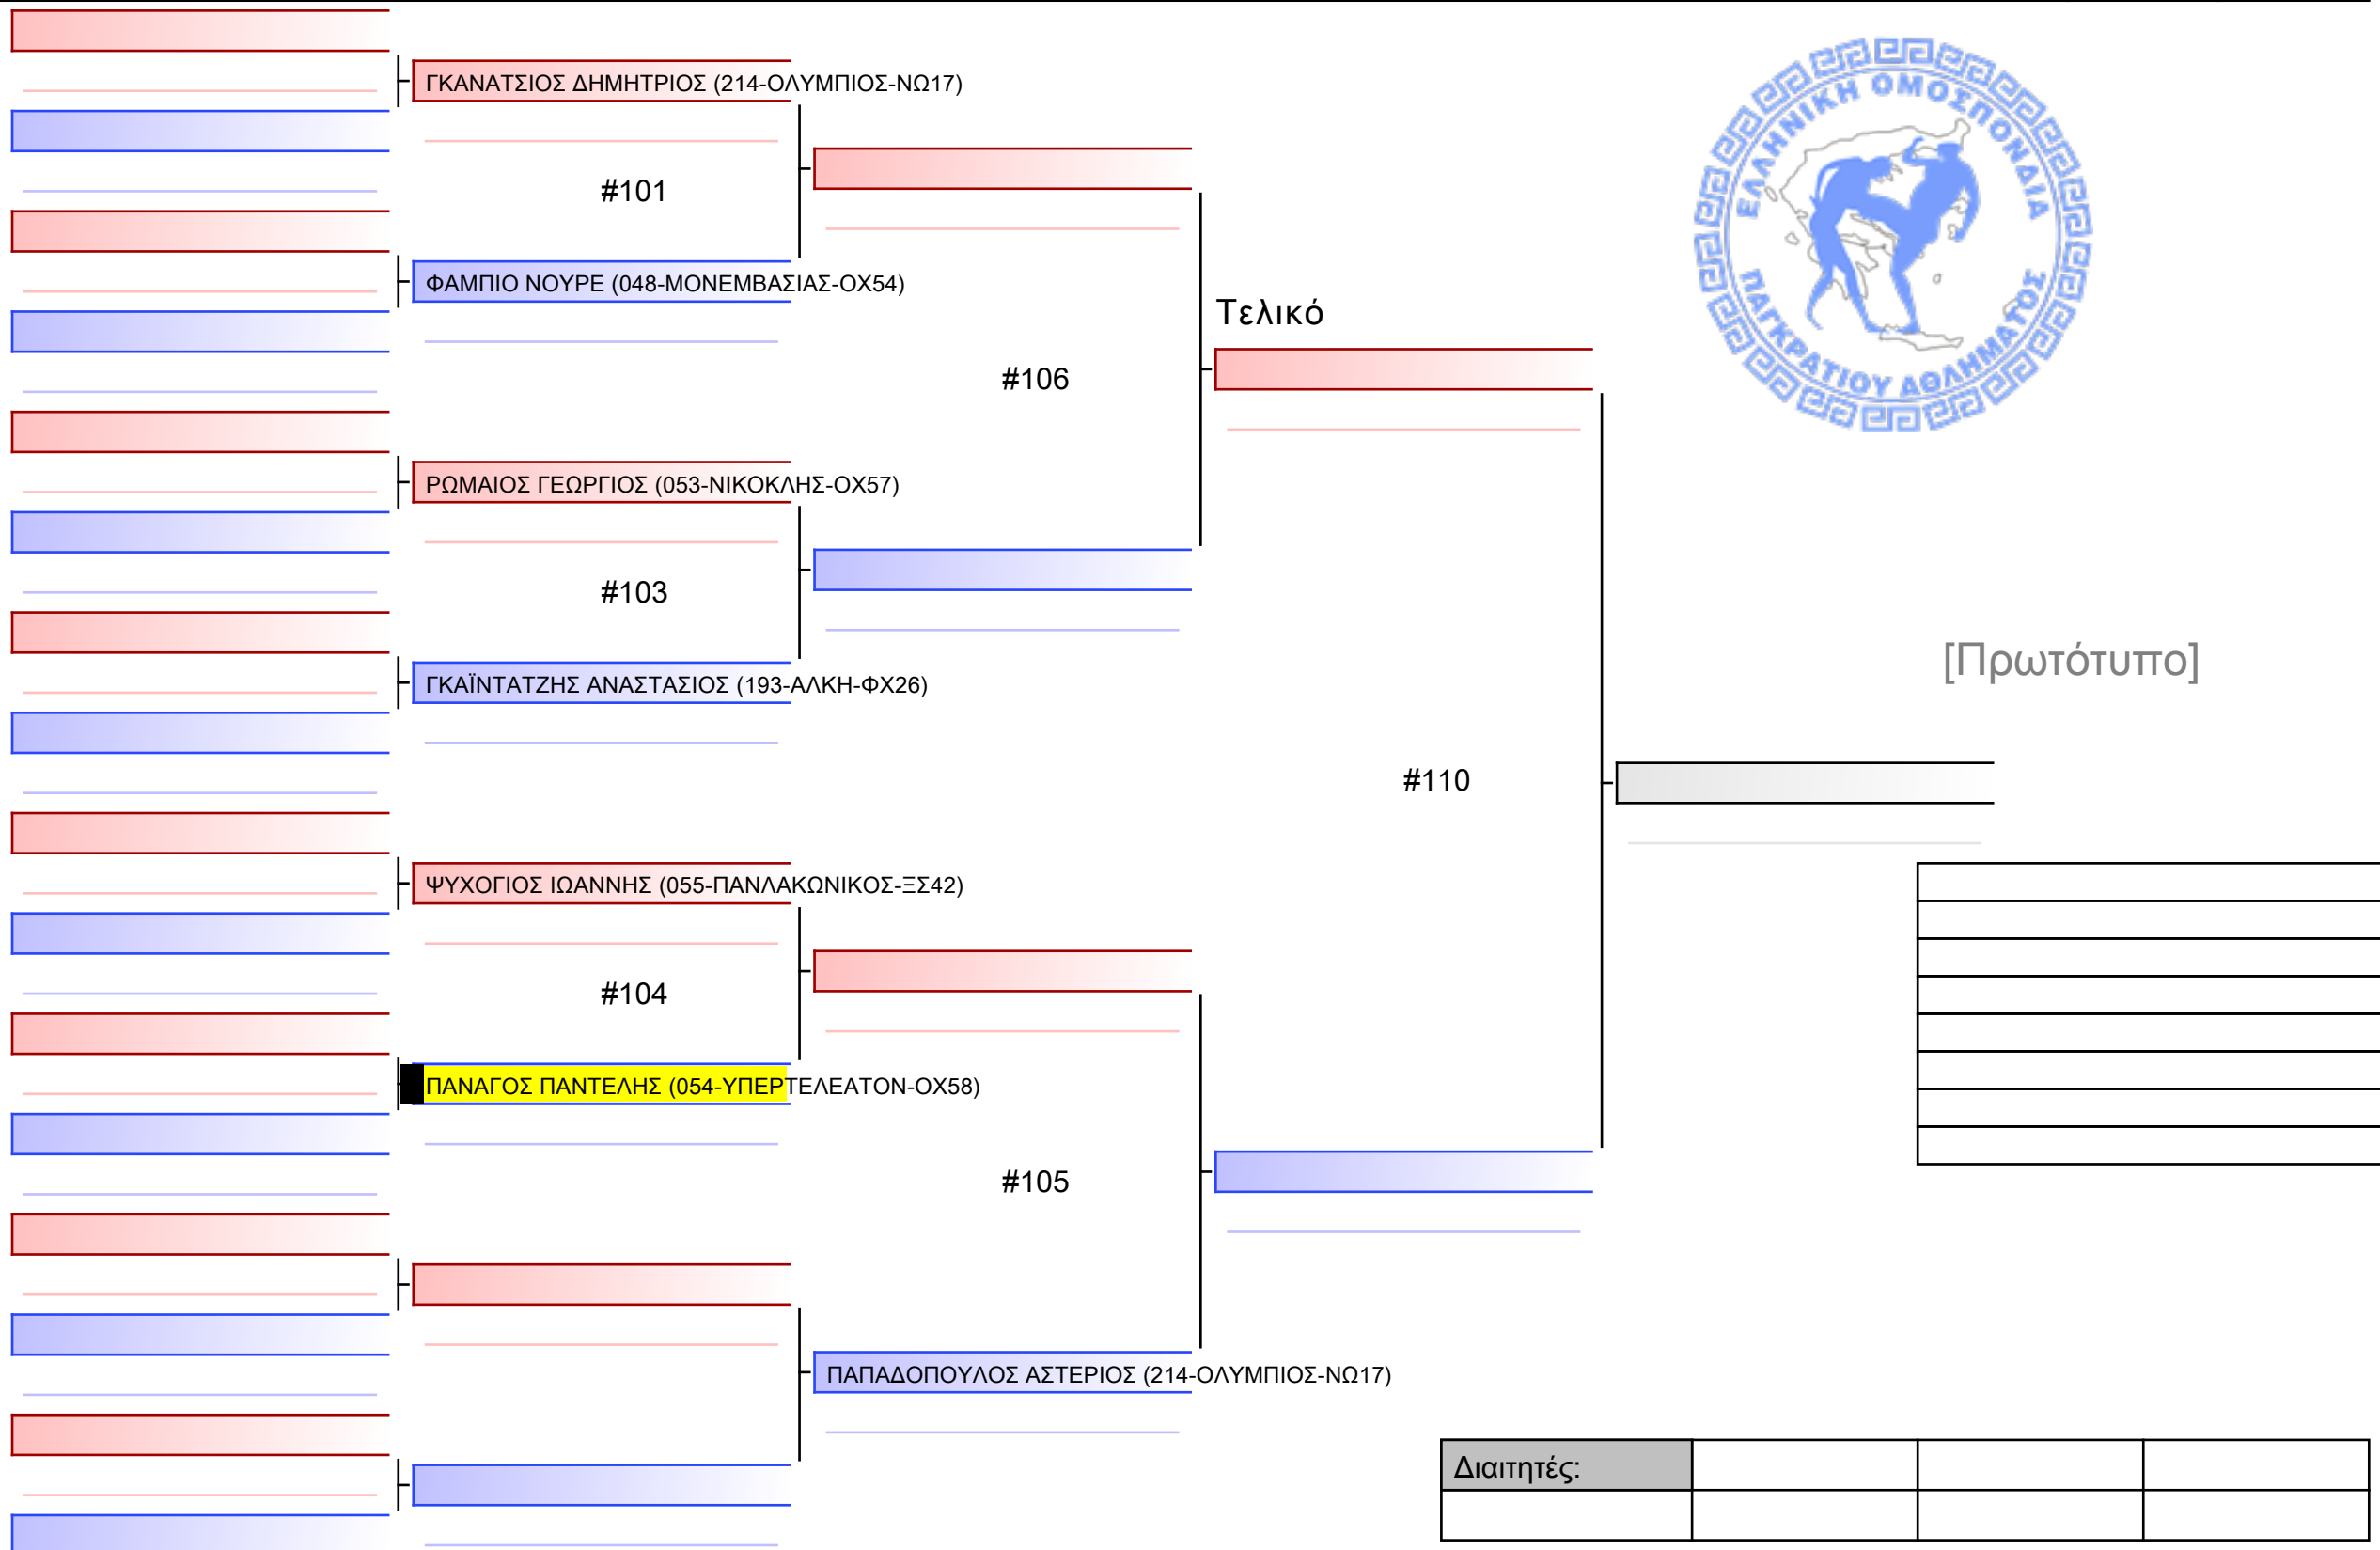 ΓΚΑΝΑΤΣΙΟΣ ΔΗΜΗΤΡΙΟΣ (214-ΟΛΥΜΠΙΟΣ-ΝΩ17)
#101
ΦΑΜΠΙΟ ΝΟΥΡΕ (048-ΜΟΝΕΜΒΑΣΙΑΣ-ΟΧ54)
ΕΛΛΗΝΙΚΗ ΟΜΟΣΠΟΝΔΙΑ
ΠΑΓΚΡΑΤΙΟΥ ΑΘΛΗΜΑΤΟΣ
Τελικό
#106
ΡΩΜΑΙΟΣ ΓΕΩΡΓΙΟΣ (053-ΝΙΚΟΚΛΗΣ-ΟΧ57)
#103
ΓΚΑΪΝΤΑΤΖΗΣ ΑΝΑΣΤΑΣΙΟΣ (193-ΑΛΚΗ-ΦΧ26)
[Πρωτότυπο]
#110
ΨΥΧΟΓΙΟΣ ΙΩΑΝΝΗΣ (055-ΠΑΝΛΑΚΩΝΙΚΟΣ-ΞΣ42)
#104
ΠΑΝΑΓΟΣ ΠΑΝΤΕΛΗΣ (054-ΥΠΕΡΤΕΛΕΑΤΟΝ-ΟΧ58)
#105
ΠΑΠΑΔΟΠΟΥΛΟΣ ΑΣΤΕΡΙΟΣ (214-ΟΛΥΜΠΙΟΣ-ΝΩ17)
Διαιτητές: